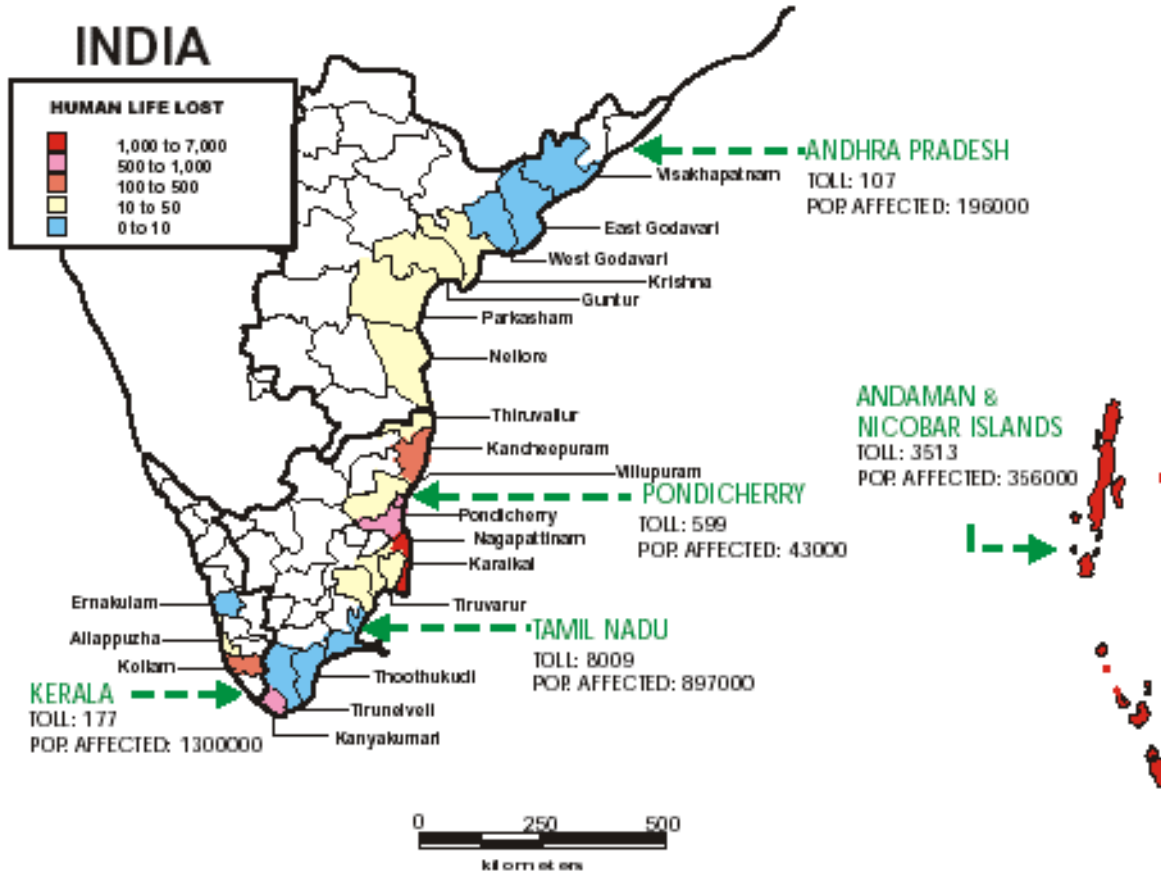 INDIA
HUMAN LIFE LOST
1,000 to 7,000
500 to 1,000
100 to 500
10 to 50
0 to 10
ANDHRA PRADESH
TOLL: 107
POP. AFFECTED: 196000
Visakhapatnam
East Godavari
West Godavari
Krishna
Guntur
Parkasham
Nellore
Thiruvallur
Kancheepuram
Villupuram
ANDAMAN &
NICOBAR ISLANDS
TOLL: 3513
POP. AFFECTED: 356000
PONDICHERRY
TOLL: 599
POP. AFFECTED: 43000
Pondicherry
Nagapattinam
Karaikal
Tiruvarur
Ernakulam
Allappuzha
Kollam
TAMIL NADU
TOLL: 8009
POP. AFFECTED: 897000
KERALA
TOLL: 177
POP. AFFECTED: 1300000
Thoothukudi
Tirunelveli
Kanyakumari
0 250 500
kilometers